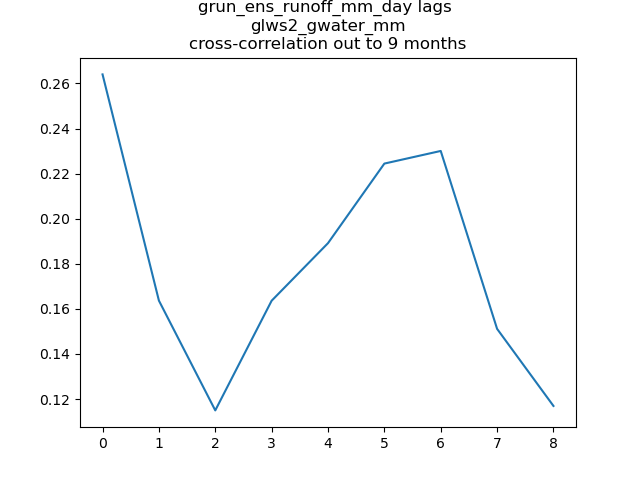 grun_ens_runoff_mm_day lags
glws2_gwater_mm
cross-correlation out to 9 months
0.26
0.24
0.22
0.20
0.18
0.16
0.14
0.12
0 1 2 3 4 5 6 7 8